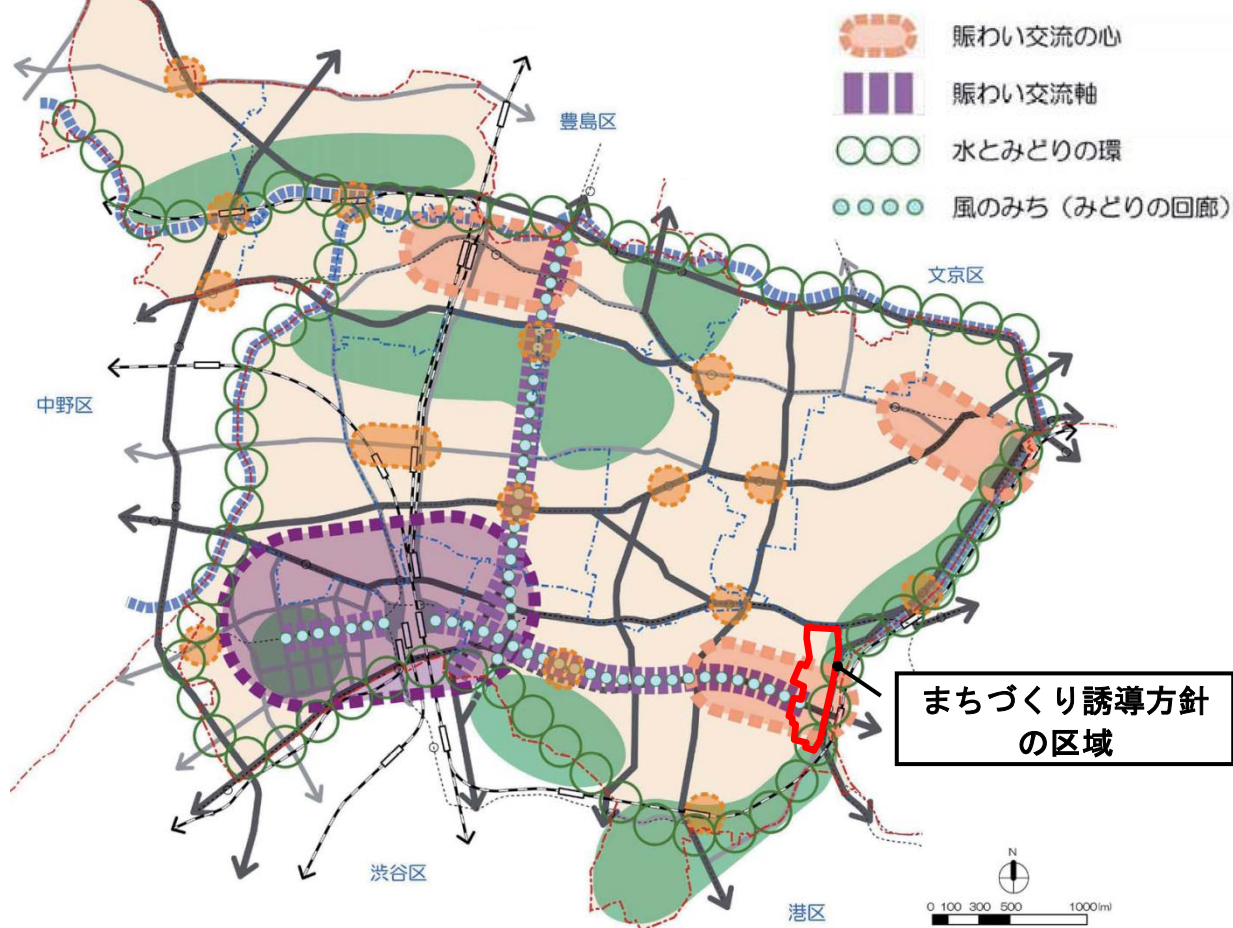 賑わい交流の心
賑わい交流軸
水とみどりの環
風のみち（みどりの回廊）
豊島区
文京区
中野区
まちづくり誘導方針
の区域
渋谷区
港区
N
0 100 300 500 1000(m)